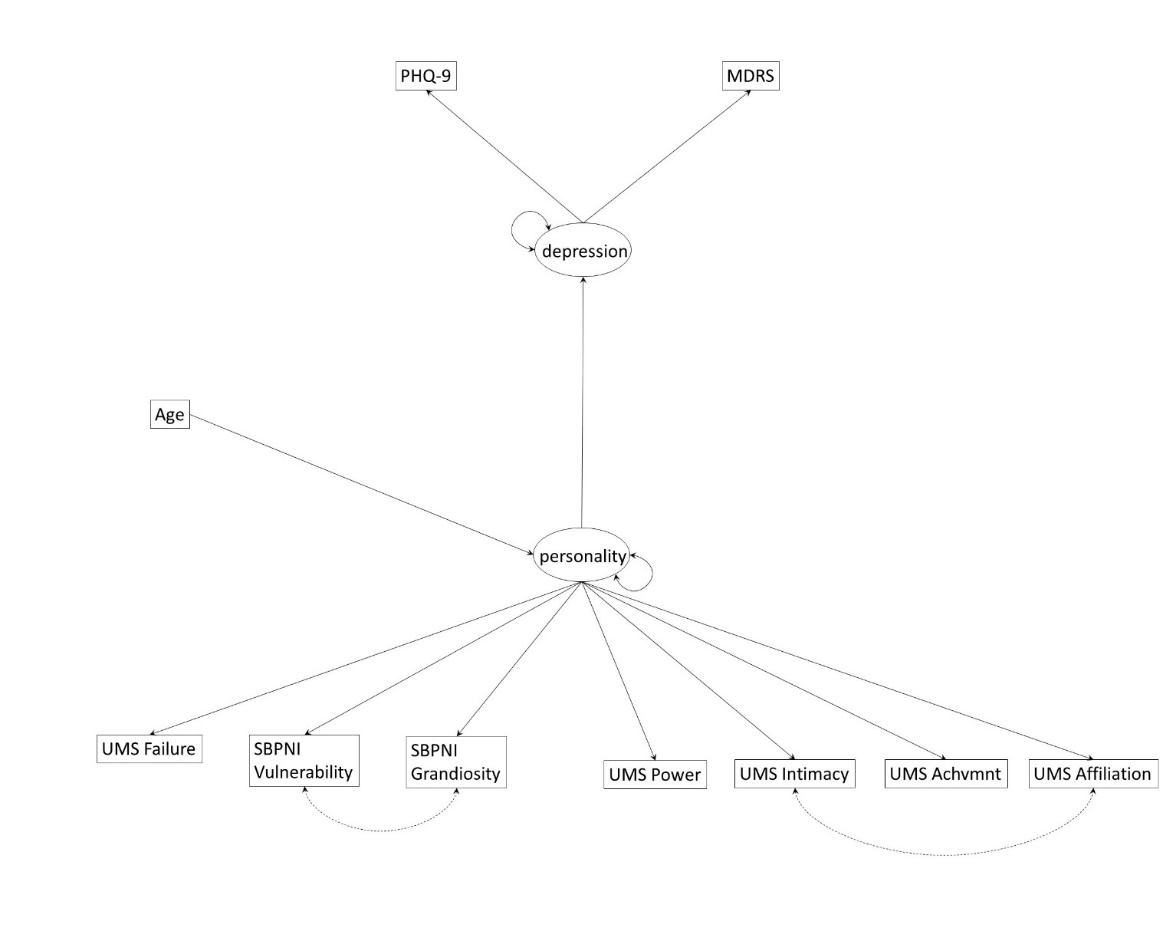 PHQ-9
MDRS
depression
Age
personality
UMS Failure
SBPNI
Vulnerability
SBPNI
Grandiosity
UMS Power
UMS Intimacy
UMS Achvmnt
UMS Affiliation